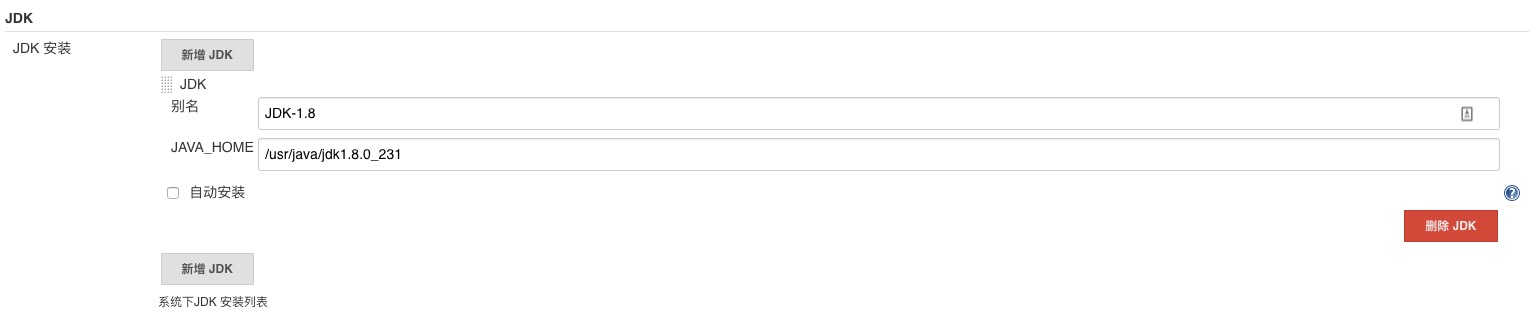 JDK
JDK 安装
新增 JDK
JDK
别名
JDK-1.8
JAVA_HOME
/usr/java/jdk1.8.0_231
自动安装
?
删除 JDK
新增 JDK
系统下JDK 安装列表